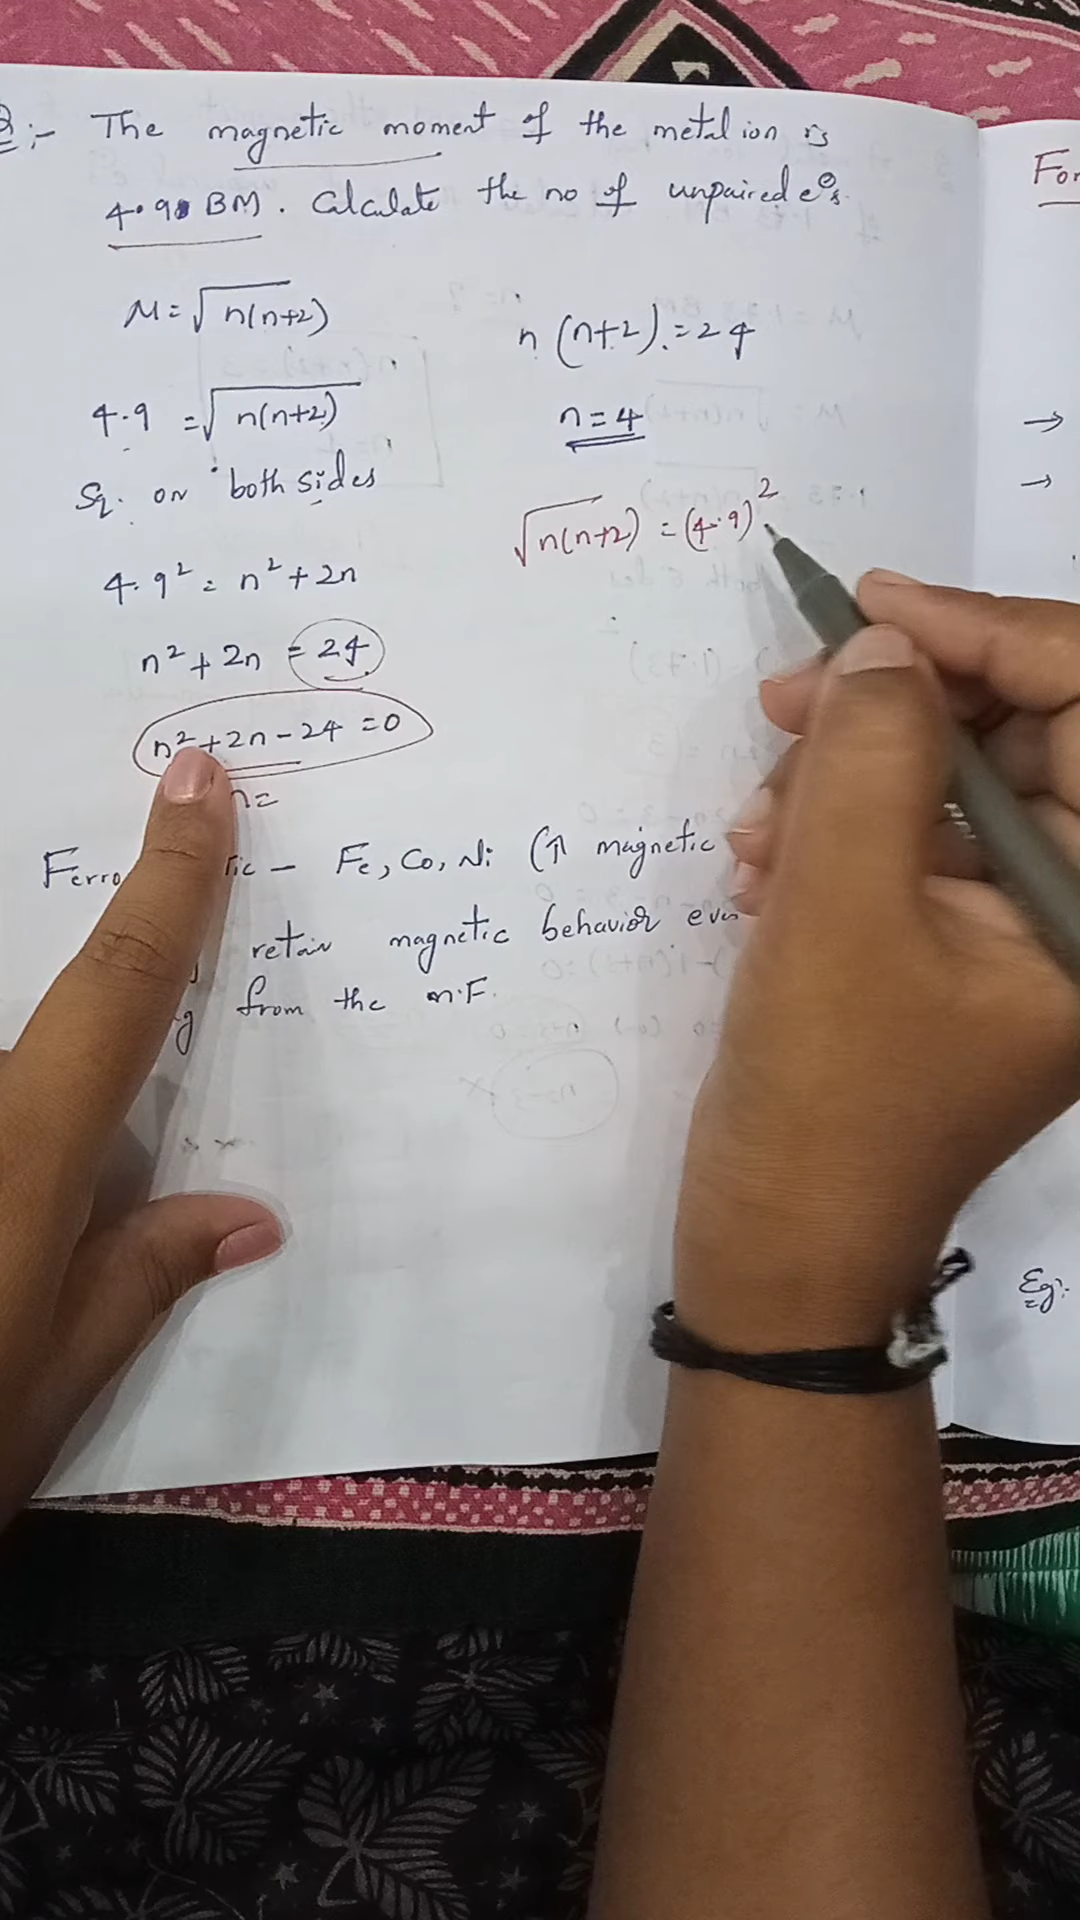 Q:- The magnetic moment of the metal ion is
4.90 BM. Calculate the no of unpaired e⊖s.
M = √n(n+2)
4.9 = √n(n+2)
Sq. on both sides
4.9² = n² + 2n
n² + 2n = 24
n² + 2n - 24 = 0
n=
n (n+2) = 24
n = 4
√n(n+2) = (4.9)²
Ferro tic - Fe, Co, Ni (↑ magnetic
retain magnetic behavior even
from the m.F.
For
→
→
Eg:-